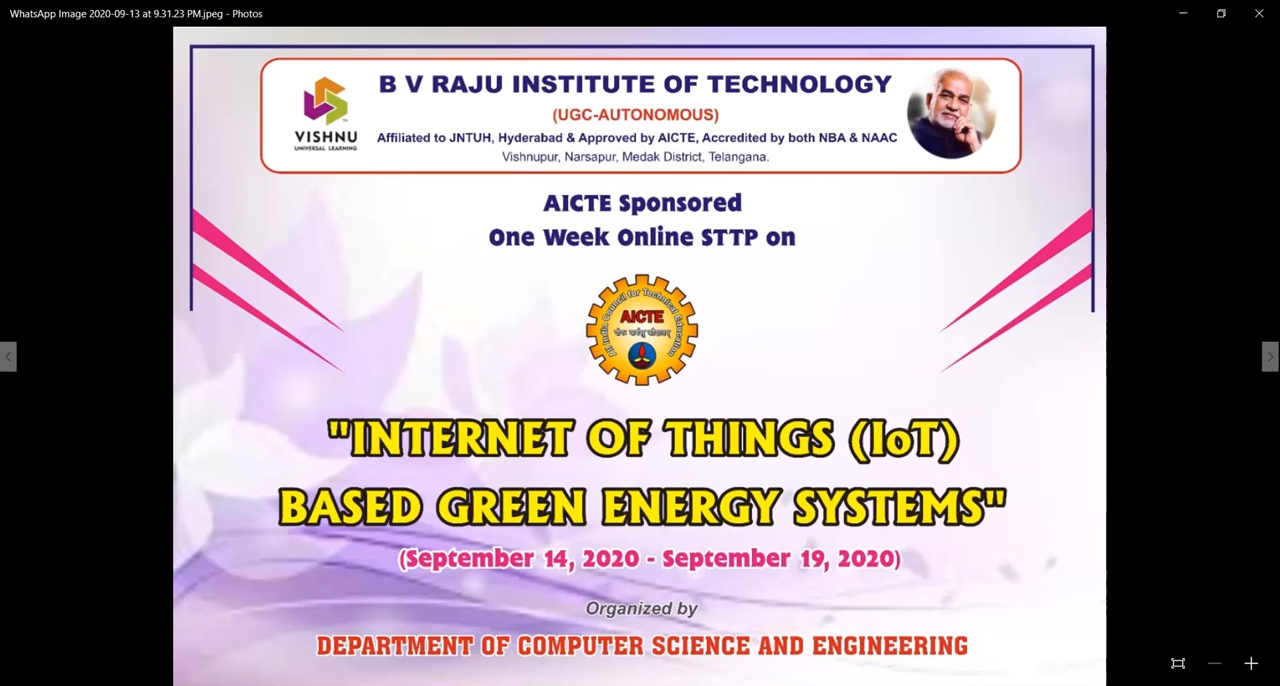 WhatsApp Image 2020-09-13 at 9.31.23 PM.jpeg - Photos
B V RAJU INSTITUTE OF TECHNOLOGY
(UGC-AUTONOMOUS)
Affiliated to JNTUH, Hyderabad & Approved by AICTE, Accredited by both NBA & NAAC
Vishnupur, Narsapur, Medak District, Telangana.
VISHNU
UNIVERSAL LEARNING
AICTE Sponsored
One Week Online STTP on
All India Council for Technical Education
AICTE
योगः कर्मसु कौशलम्
"INTERNET OF THINGS (IoT)
BASED GREEN ENERGY SYSTEMS"
(September 14, 2020 - September 19, 2020)
Organized by
DEPARTMENT OF COMPUTER SCIENCE AND ENGINEERING